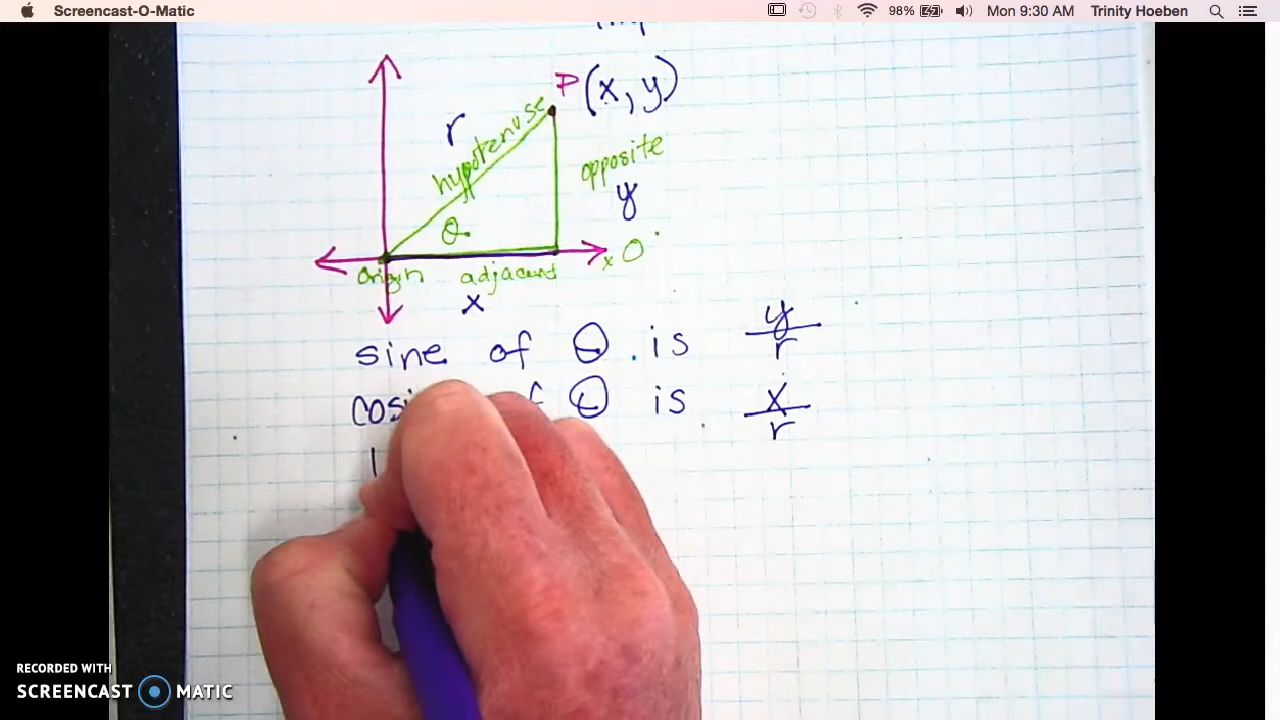 Screencast-O-Matic 98% Mon 9:30 AM Trinity Hoeben
P (x, y)
r
hypotenuse
opposite
y
θ
x 0°
origin adjacent
x
sine of θ is y/r
cosi f θ is x/r
RECORDED WITH
SCREENCAST MATIC